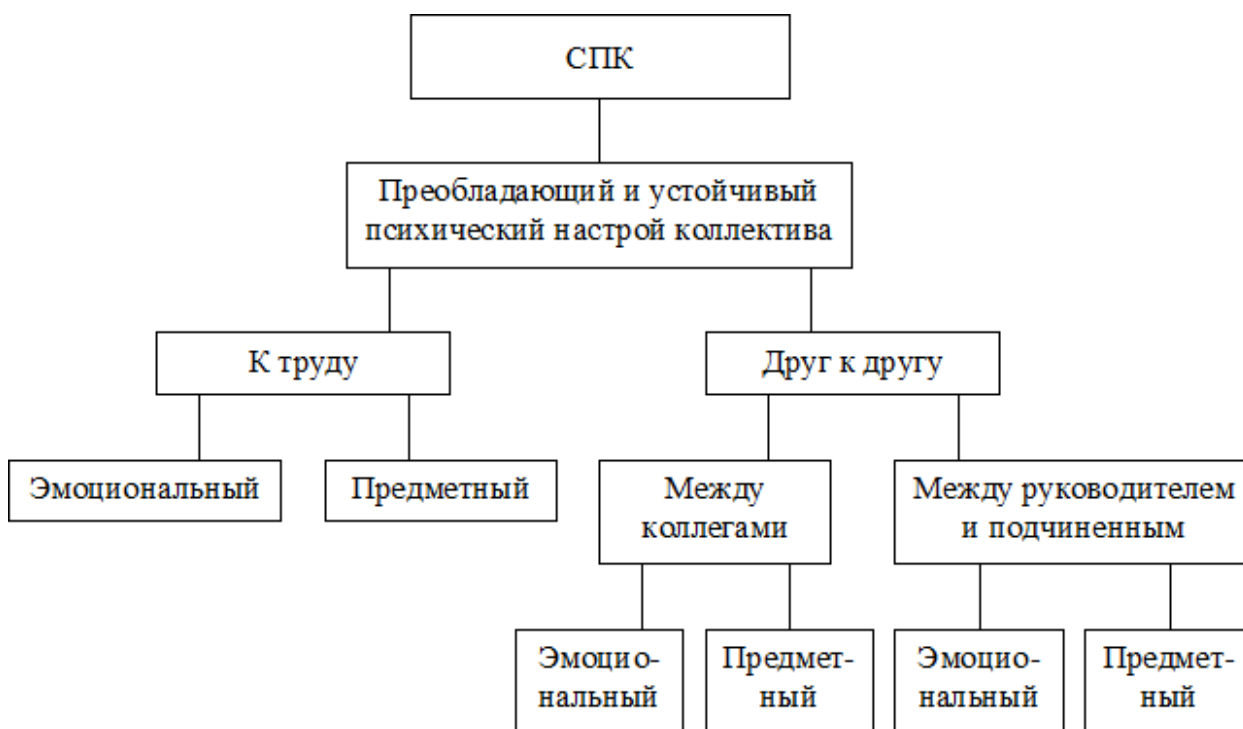 СПК
Преобладающий и устойчивый
психический настрой коллектива
К труду
Друг к другу
Эмоциональный
Предметный
Между
коллегами
Между руководителем
и подчиненным
Эмоцио-
нальный
Предмет-
ный
Эмоцио-
нальный
Предмет-
ный